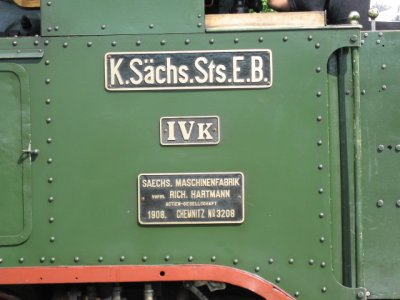 K.Sächs.Sts.E.B.
IVK
SAECHS. MASCHINENFABRIK
VORM. RICH. HARTMANN
ACTIEN-GESELLSCHAFT
1908. CHEMNITZ No 3208